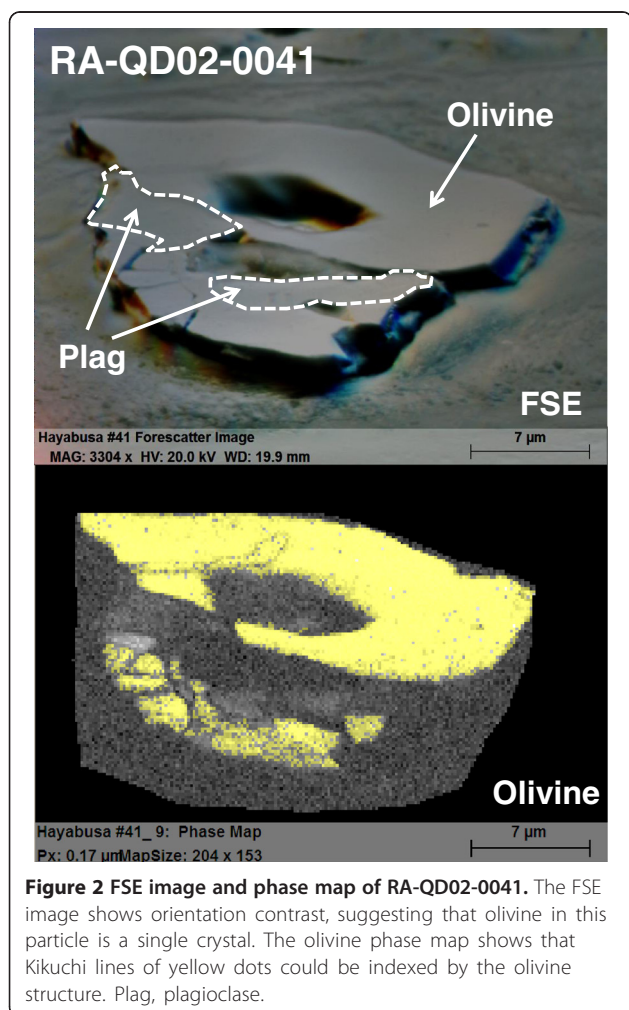 RA-QD02-0041
Olivine
Plag
FSE
Hayabusa #41 Forescatter Image
MAG: 3304 x HV: 20.0 kV WD: 19.9 mm
7 µm
Olivine
Hayabusa #41_ 9: Phase Map
Px: 0.17 µmMapSize: 204 x 153
7 µm
Figure 2 FSE image and phase map of RA-QD02-0041. The FSE
image shows orientation contrast, suggesting that olivine in this
particle is a single crystal. The olivine phase map shows that
Kikuchi lines of yellow dots could be indexed by the olivine
structure. Plag, plagioclase.